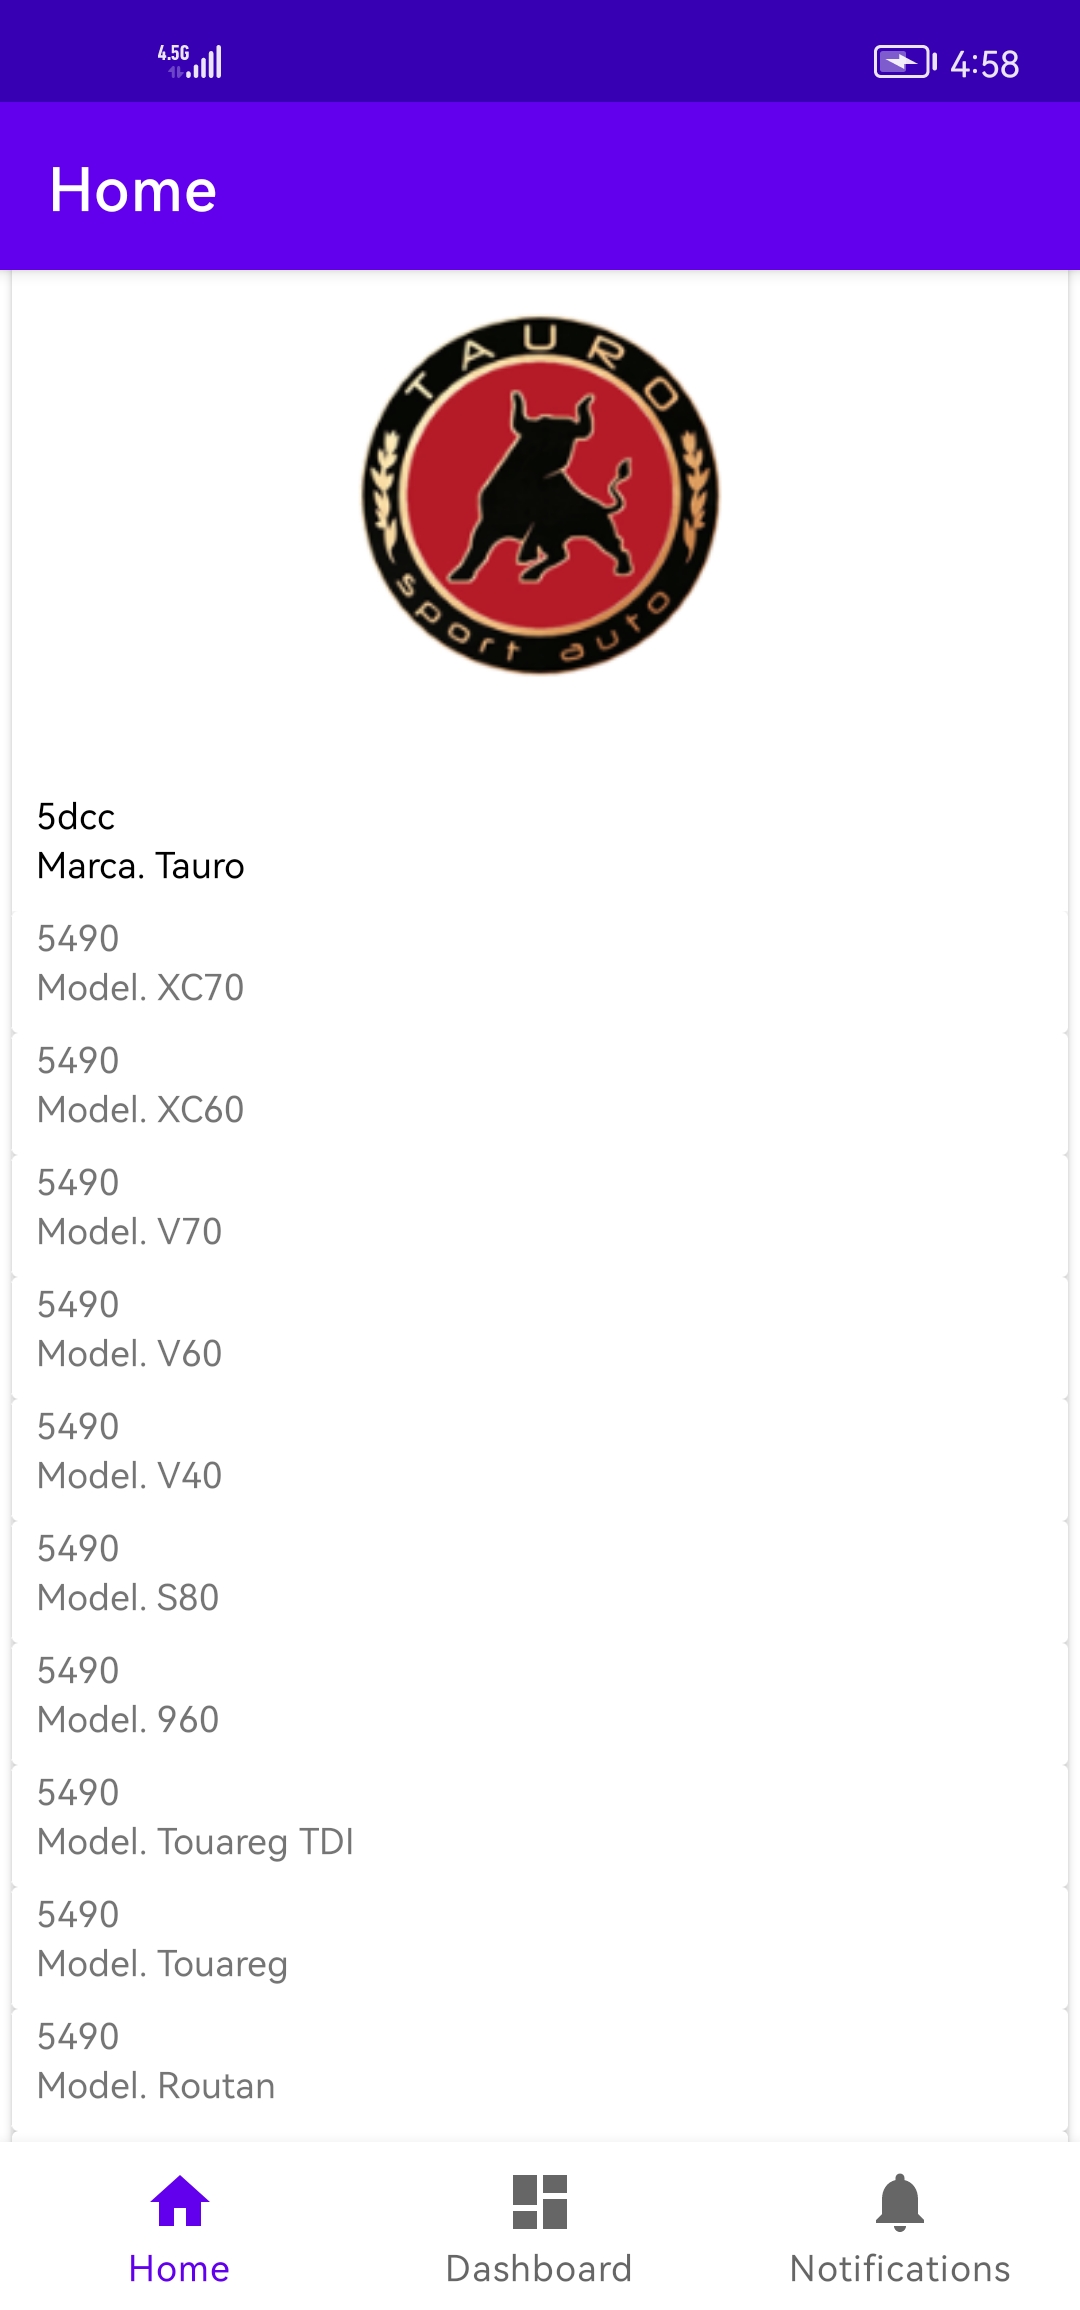 4.5G
4:58
Home
TAURO
sport auto
5dcc
Marca. Tauro
5490
Model. XC70
5490
Model. XC60
5490
Model. V70
5490
Model. V60
5490
Model. V40
5490
Model. S80
5490
Model. 960
5490
Model. Touareg TDI
5490
Model. Touareg
5490
Model. Routan
Home
Dashboard
Notifications